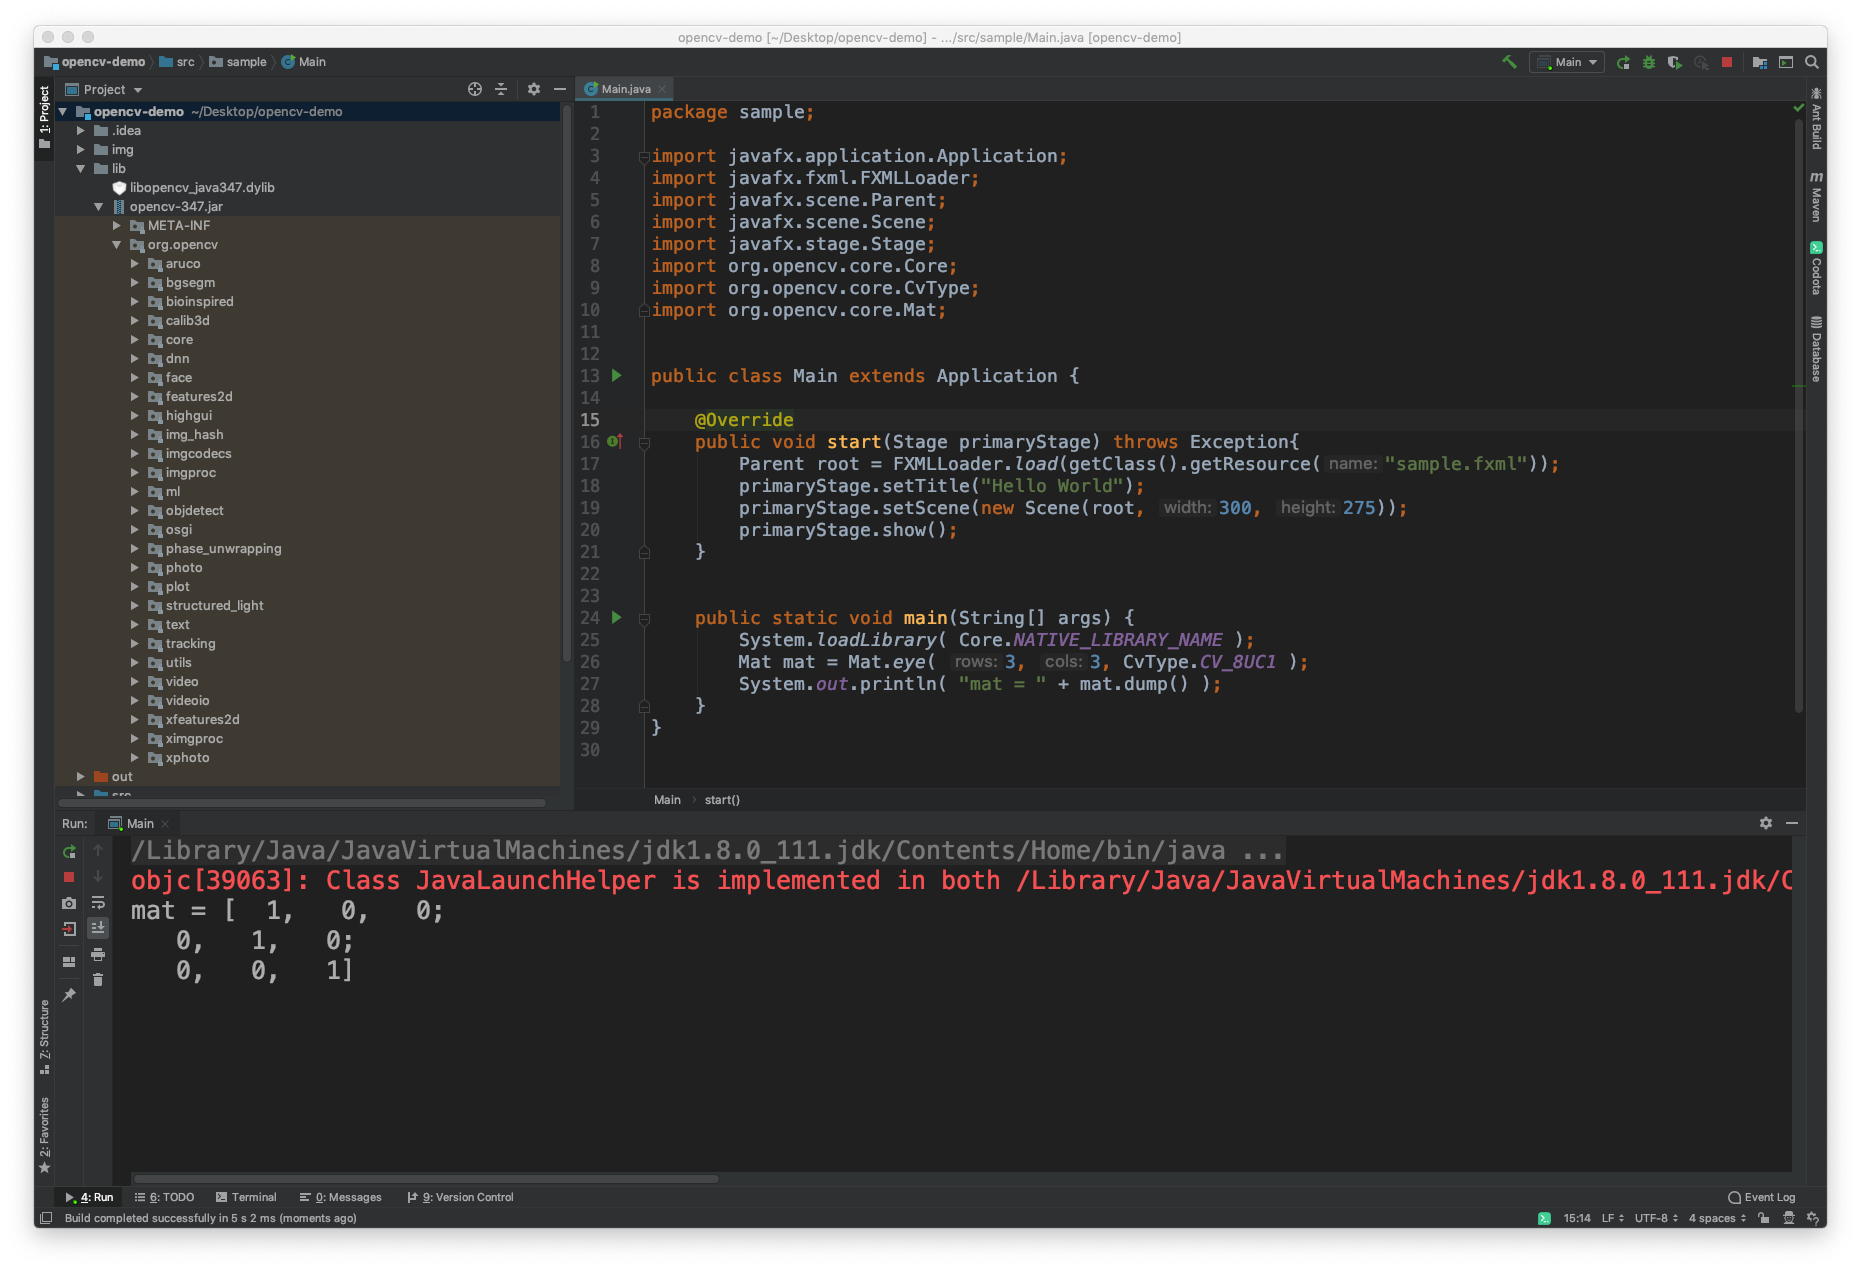 opencv-demo [~/Desktop/opencv-demo] - .../src/sample/Main.java [opencv-demo]
opencv-demo src sample Main
Main
1: Project
Project
Main.java
opencv-demo ~/Desktop/opencv-demo
.idea
img
lib
libopencv_java347.dylib
opencv-347.jar
META-INF
org.opencv
aruco
bgsegm
bioinspired
calib3d
core
dnn
face
features2d
highgui
img_hash
imgcodecs
imgproc
ml
objdetect
osgi
phase_unwrapping
photo
plot
structured_light
text
tracking
utils
video
videoio
xfeatures2d
ximgproc
xphoto
out
src
1 package sample;
2
3 import javafx.application.Application;
4 import javafx.fxml.FXMLLoader;
5 import javafx.scene.Parent;
6 import javafx.scene.Scene;
7 import javafx.stage.Stage;
8 import org.opencv.core.Core;
9 import org.opencv.core.CvType;
10 import org.opencv.core.Mat;
11
12
13 public class Main extends Application {
14
15 @Override
16 public void start(Stage primaryStage) throws Exception{
17 Parent root = FXMLLoader.load(getClass().getResource( name: "sample.fxml"));
18 primaryStage.setTitle("Hello World");
19 primaryStage.setScene(new Scene(root, width: 300, height: 275));
20 primaryStage.show();
21 }
22
23
24 public static void main(String[] args) {
25 System.loadLibrary( Core.NATIVE_LIBRARY_NAME );
26 Mat mat = Mat.eye( rows: 3, cols: 3, CvType.CV_8UC1 );
27 System.out.println( "mat = " + mat.dump() );
28 }
29 }
30
Main › start()
Ant Build
m Maven
Codota
Database
Run: Main
/Library/Java/JavaVirtualMachines/jdk1.8.0_111.jdk/Contents/Home/bin/java ...
objc[39063]: Class JavaLaunchHelper is implemented in both /Library/Java/JavaVirtualMachines/jdk1.8.0_111.jdk/C
mat = [  1,   0,   0;
   0,   1,   0;
   0,   0,   1]
7: Structure
2: Favorites
4: Run 6: TODO Terminal 0: Messages 9: Version Control Event Log
Build completed successfully in 5 s 2 ms (moments ago) 15:14 LF UTF-8 4 spaces